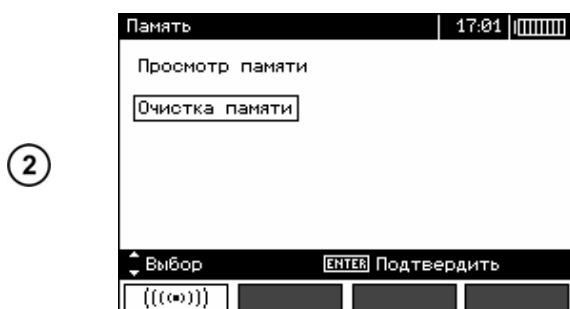 Память 17:01
Просмотр памяти
Очистка памяти
2
Выбор ENTER Подтвердить